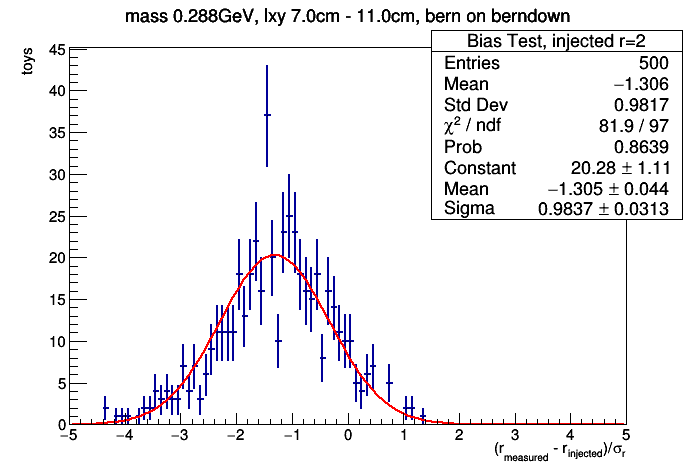 mass 0.288GeV, lxy 7.0cm - 11.0cm, bern on berndown
Bias Test, injected r=2
Entries 500
Mean −1.306
Std Dev 0.9817
χ² / ndf 81.9 / 97
Prob 0.8639
Constant 20.28 ± 1.11
Mean −1.305 ± 0.044
Sigma 0.9837 ± 0.0313
toys
45
40
35
30
25
20
15
10
5
0
−5 −4 −3 −2 −1 0 1 2 3 4 5
(r_measured - r_injected)/σ_r